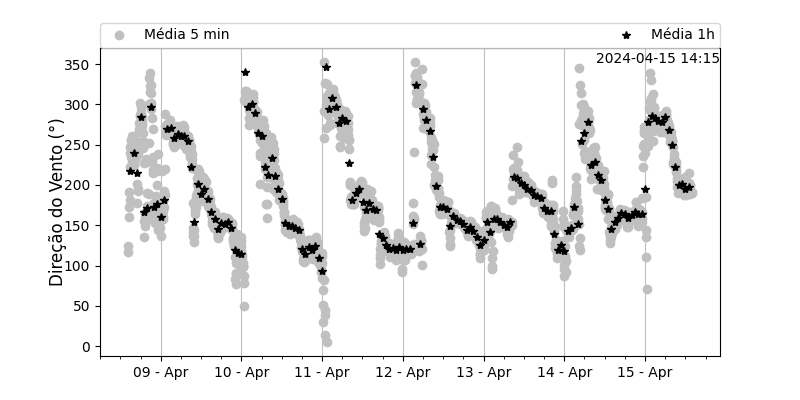 Média 5 min
Média 1h
2024-04-15 14:15
Direção do Vento (°)
350
300
250
200
150
100
50
0
09 - Apr
10 - Apr
11 - Apr
12 - Apr
13 - Apr
14 - Apr
15 - Apr